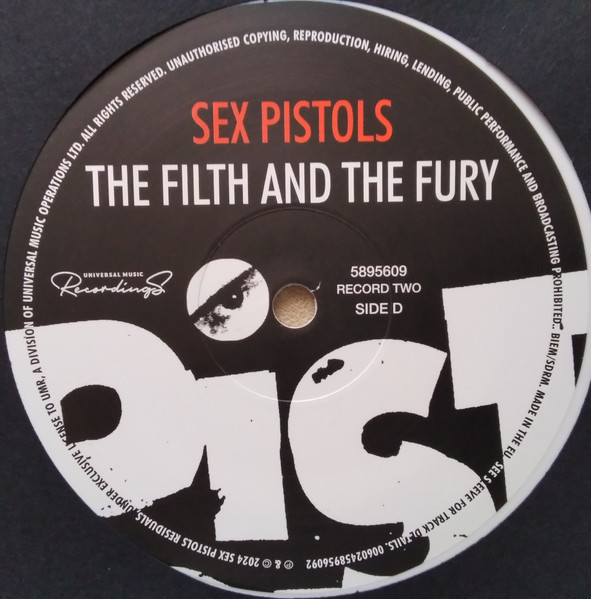 SEX PISTOLS
THE FILTH AND THE FURY
UNIVERSAL MUSIC
Recordings
5895609
RECORD TWO
SIDE D
PiST
℗ & © 2024 SEX PISTOLS RESIDUALS, UNDER EXCLUSIVE LICENSE TO UMR, A DIVISION OF UNIVERSAL MUSIC OPERATIONS LTD. ALL RIGHTS RESERVED. UNAUTHORISED COPYING, REPRODUCTION, HIRING, LENDING, PUBLIC PERFORMANCE AND BROADCASTING PROHIBITED.. BIEM/SDRM. MADE IN THE EU. SEE SLEEVE FOR TRACK DETAILS. 00602458956092